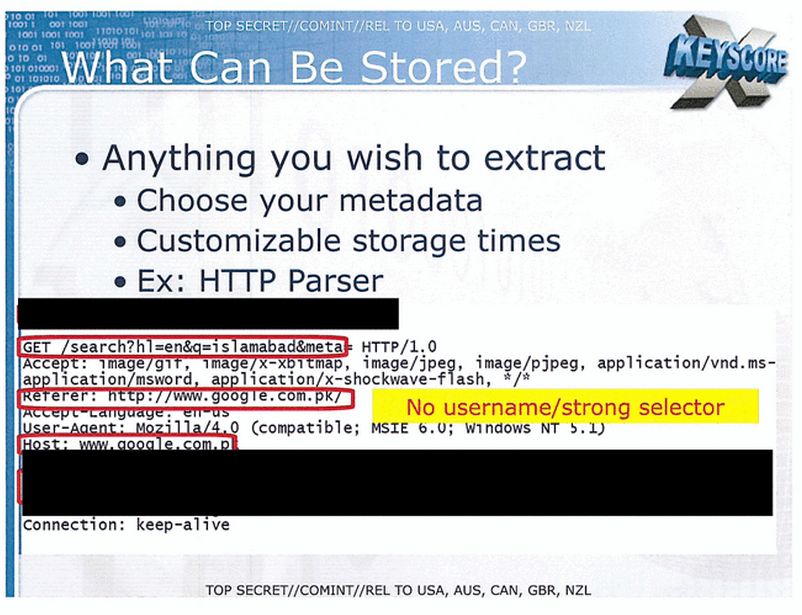 TOP SECRET//COMINT//REL TO USA, AUS, CAN, GBR, NZL
What Can Be Stored?
X
KEYSCORE
• Anything you wish to extract
• Choose your metadata
• Customizable storage times
• Ex: HTTP Parser
GET /search?hl=en&q=islamabad&meta= HTTP/1.0
Accept: image/gif, image/x-xbitmap, image/jpeg, image/pjpeg, application/vnd.ms-
application/msword, application/x-shockwave-flash, */*
Referer: http://www.google.com.pk/
Accept-Language: en-us
No username/strong selector
User-Agent: Mozilla/4.0 (compatible; MSIE 6.0; Windows NT 5.1)
Host: www.google.com.pk
Connection: keep-alive
TOP SECRET//COMINT//REL TO USA, AUS, CAN, GBR, NZL